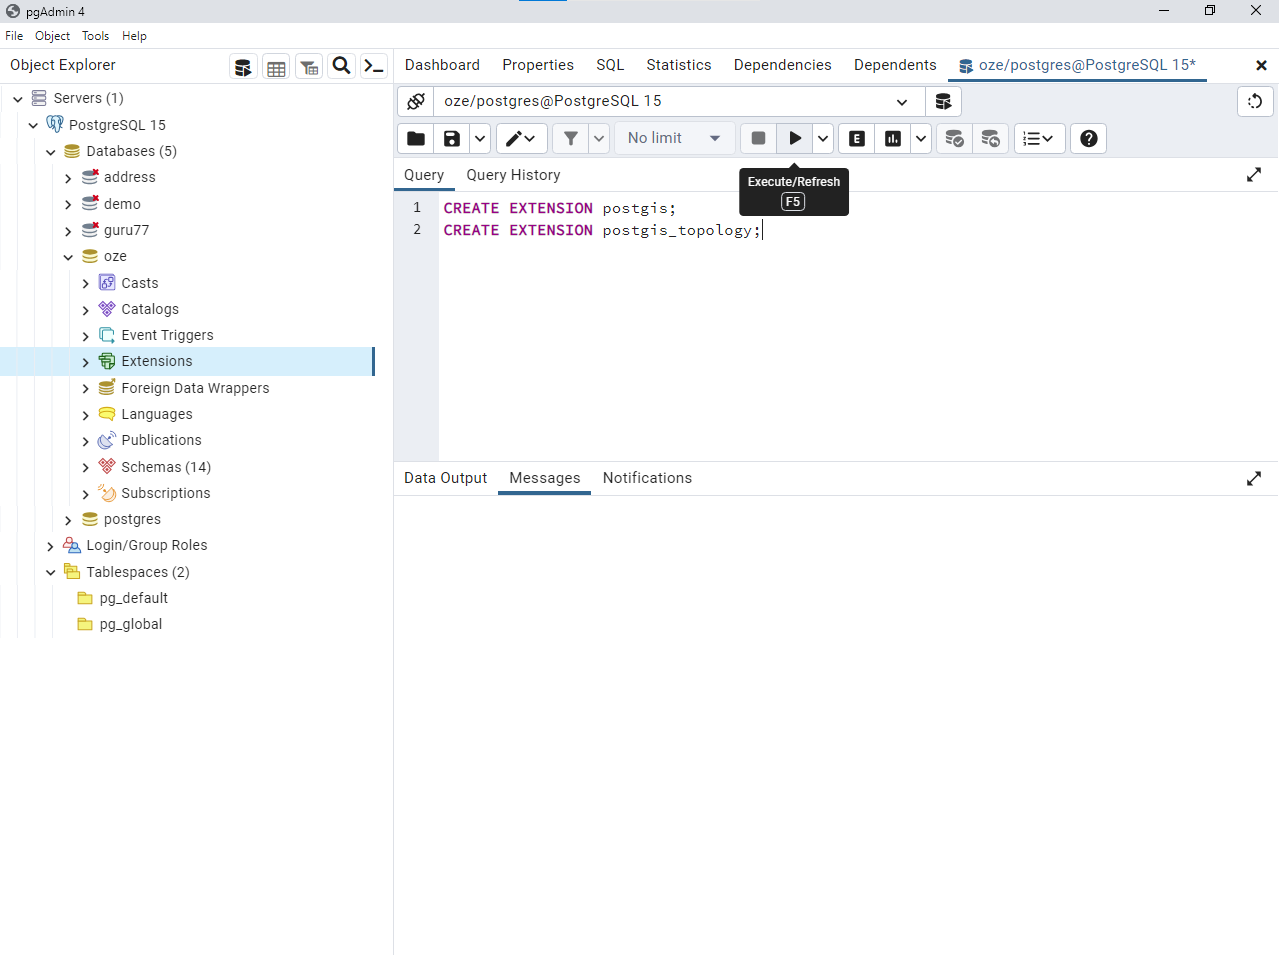 pgAdmin 4
File Object Tools Help
Object Explorer
Dashboard Properties SQL Statistics Dependencies Dependents oze/postgres@PostgreSQL 15*
Servers (1)
PostgreSQL 15
Databases (5)
address
demo
guru77
oze
Casts
Catalogs
Event Triggers
Extensions
Foreign Data Wrappers
Languages
Publications
Schemas (14)
Subscriptions
postgres
Login/Group Roles
Tablespaces (2)
pg_default
pg_global
oze/postgres@PostgreSQL 15
No limit
E
Execute/Refresh
F5
Query Query History
1 CREATE EXTENSION postgis;
2 CREATE EXTENSION postgis_topology;
Data Output Messages Notifications